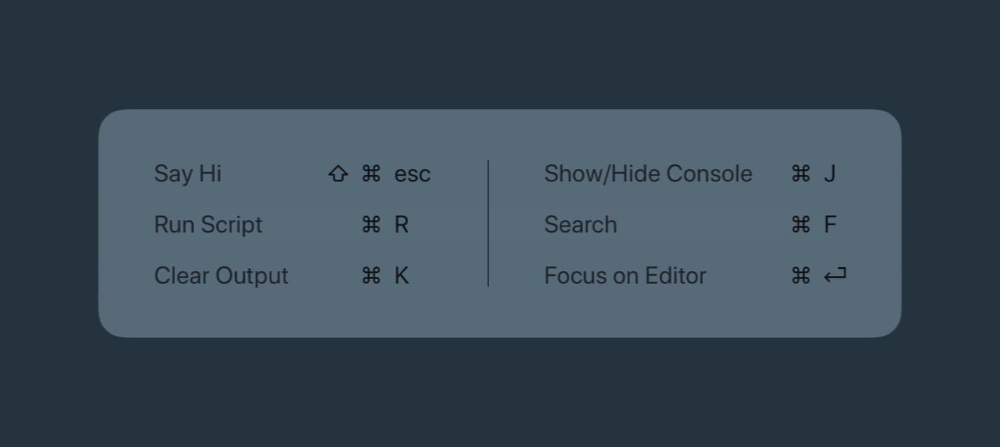 Say Hi ⇧ ⌘ esc
Run Script ⌘ R
Clear Output ⌘ K
Show/Hide Console ⌘ J
Search ⌘ F
Focus on Editor ⌘ ⏎